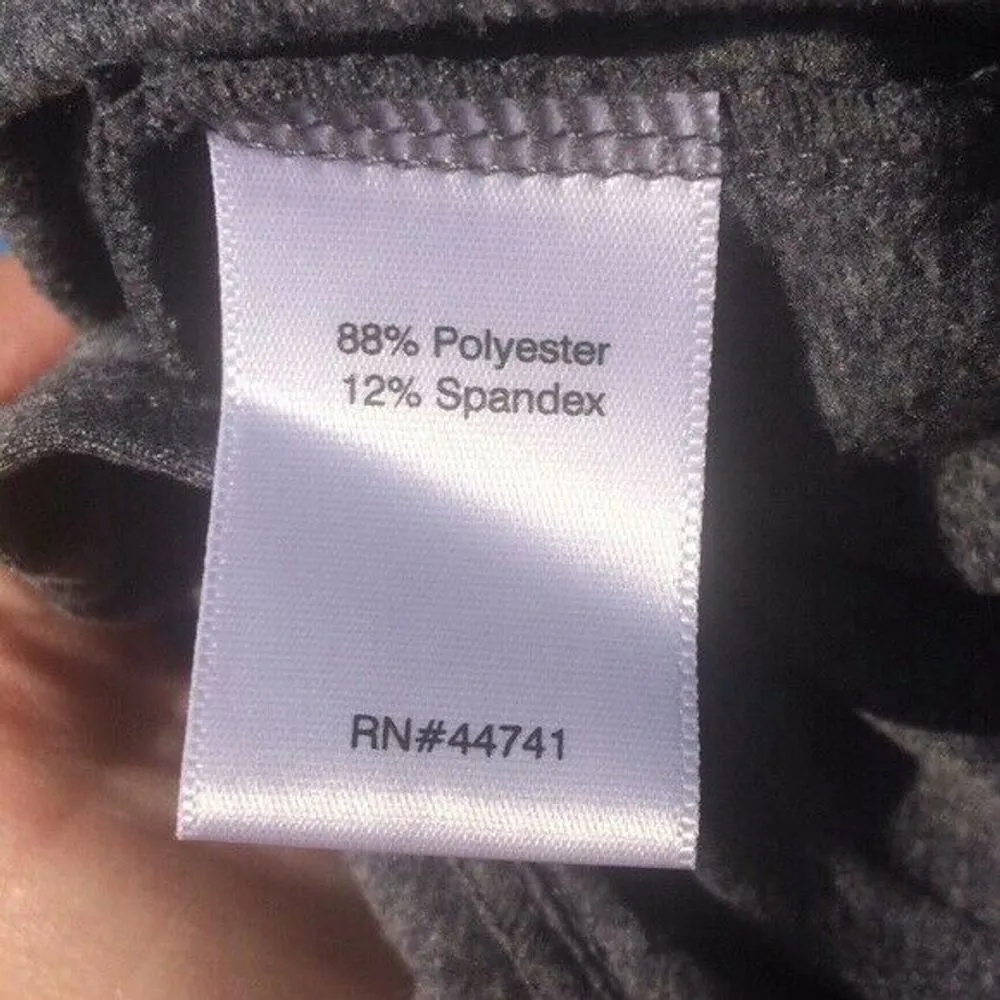 88% Polyester
12% Spandex
RN#44741